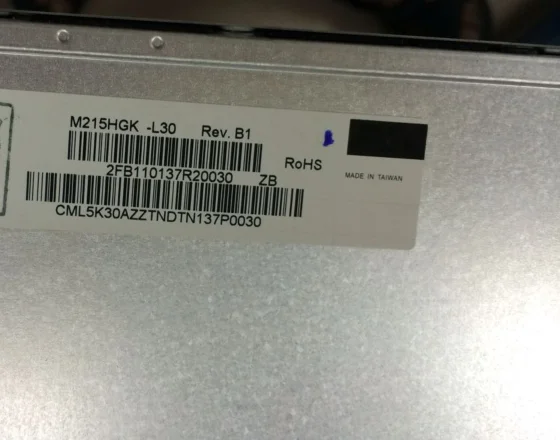 M215HGK -L30 Rev. B1
2FB110137R20030 ZB
RoHS
MADE IN TAIWAN
CML5K30AZZTNDTN137P0030